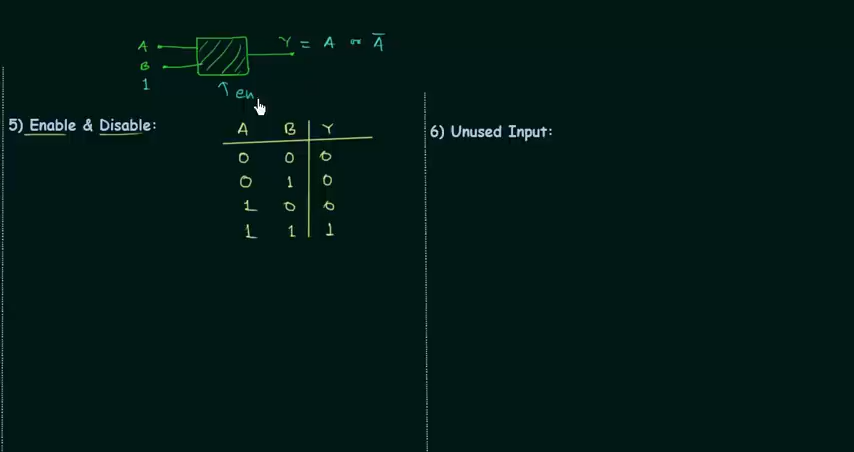 A Y = A or A̅
B
1 ↑ en
5) Enable & Disable:
A B Y
0 0 0
0 1 0
1 0 0
1 1 1
6) Unused Input: